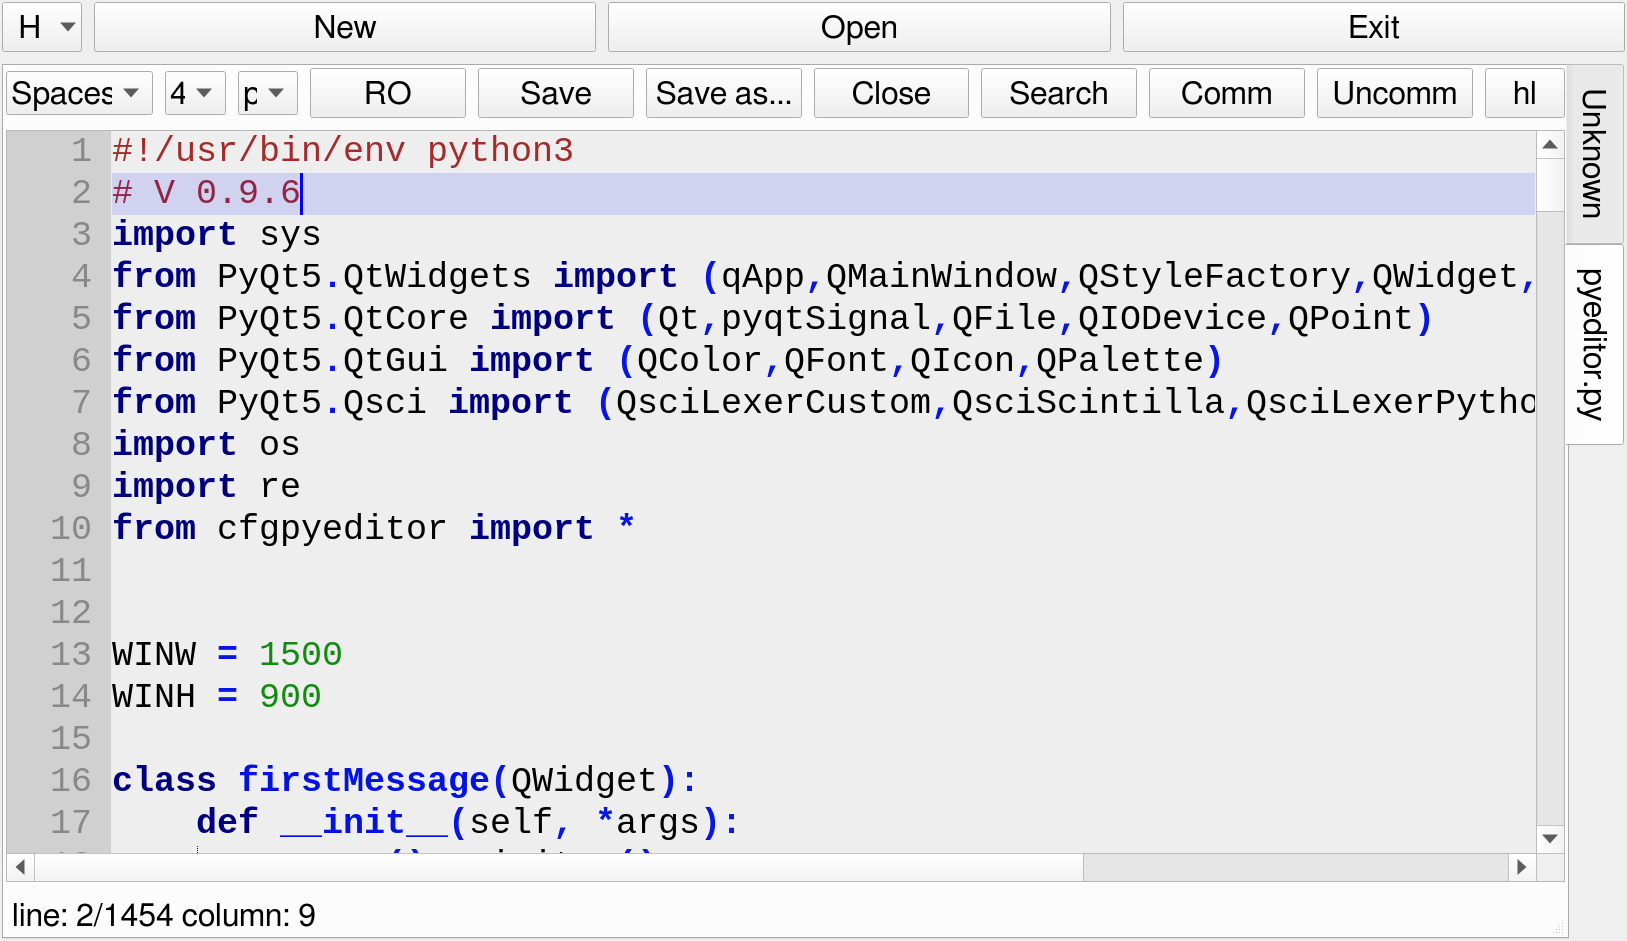 H New Open Exit
Spaces 4 p RO Save Save as... Close Search Comm Uncomm hl
Unknown
pyeditor.py
1 #!/usr/bin/env python3
2 # V 0.9.6
3 import sys
4 from PyQt5.QtWidgets import (qApp,QMainWindow,QStyleFactory,QWidget,
5 from PyQt5.QtCore import (Qt,pyqtSignal,QFile,QIODevice,QPoint)
6 from PyQt5.QtGui import (QColor,QFont,QIcon,QPalette)
7 from PyQt5.Qsci import (QsciLexerCustom,QsciScintilla,QsciLexerPytho
8 import os
9 import re
10 from cfgpyeditor import *
11
12
13 WINW = 1500
14 WINH = 900
15
16 class firstMessage(QWidget):
17     def __init__(self, *args):
line: 2/1454 column: 9